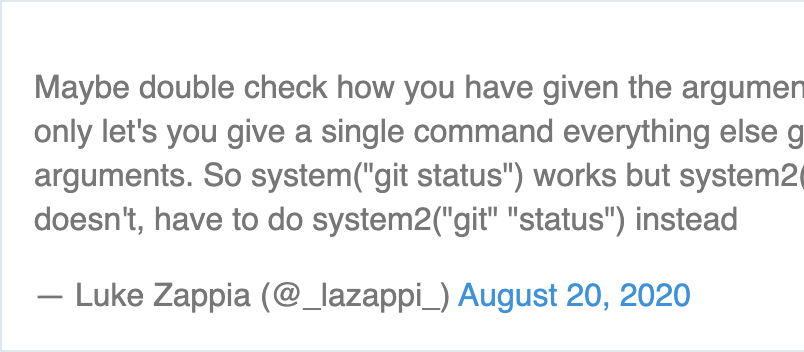 Maybe double check how you have given the
only let's you give a single command everything else
arguments. So system("git status") works but system2(
doesn't, have to do system2("git" "status") instead
— Luke Zappia (@_lazappi_) August 20, 2020